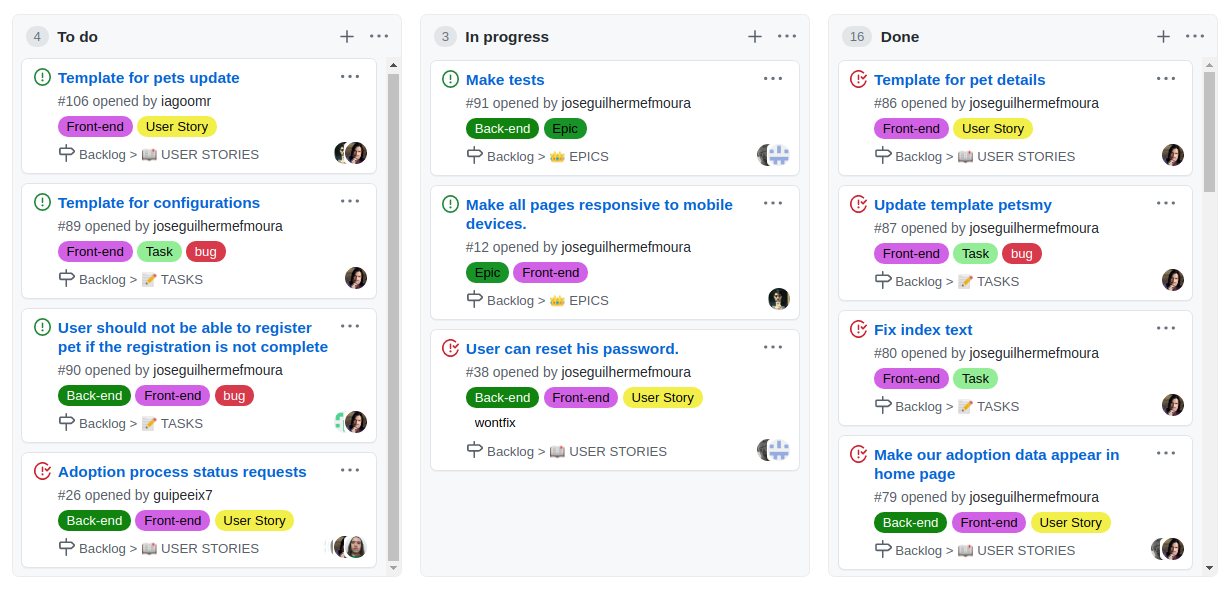 4 To do
Template for pets update
#106 opened by iagoomr
Front-end User Story
Backlog > USER STORIES
Template for configurations
#89 opened by joseguilhermefmoura
Front-end Task bug
Backlog > TASKS
User should not be able to register
pet if the registration is not complete
#90 opened by joseguilhermefmoura
Back-end Front-end bug
Backlog > TASKS
Adoption process status requests
#26 opened by guipeeix7
Back-end Front-end User Story
Backlog > USER STORIES
3 In progress
Make tests
#91 opened by joseguilhermefmoura
Back-end Epic
Backlog > EPICS
Make all pages responsive to mobile
devices.
#12 opened by joseguilhermefmoura
Epic Front-end
Backlog > EPICS
User can reset his password.
#38 opened by joseguilhermefmoura
Back-end Front-end User Story
wontfix
Backlog > USER STORIES
16 Done
Template for pet details
#86 opened by joseguilhermefmoura
Front-end User Story
Backlog > USER STORIES
Update template petsmy
#87 opened by joseguilhermefmoura
Front-end Task bug
Backlog > TASKS
Fix index text
#80 opened by joseguilhermefmoura
Front-end Task
Backlog > TASKS
Make our adoption data appear in
home page
#79 opened by joseguilhermefmoura
Back-end Front-end User Story
Backlog > USER STORIES